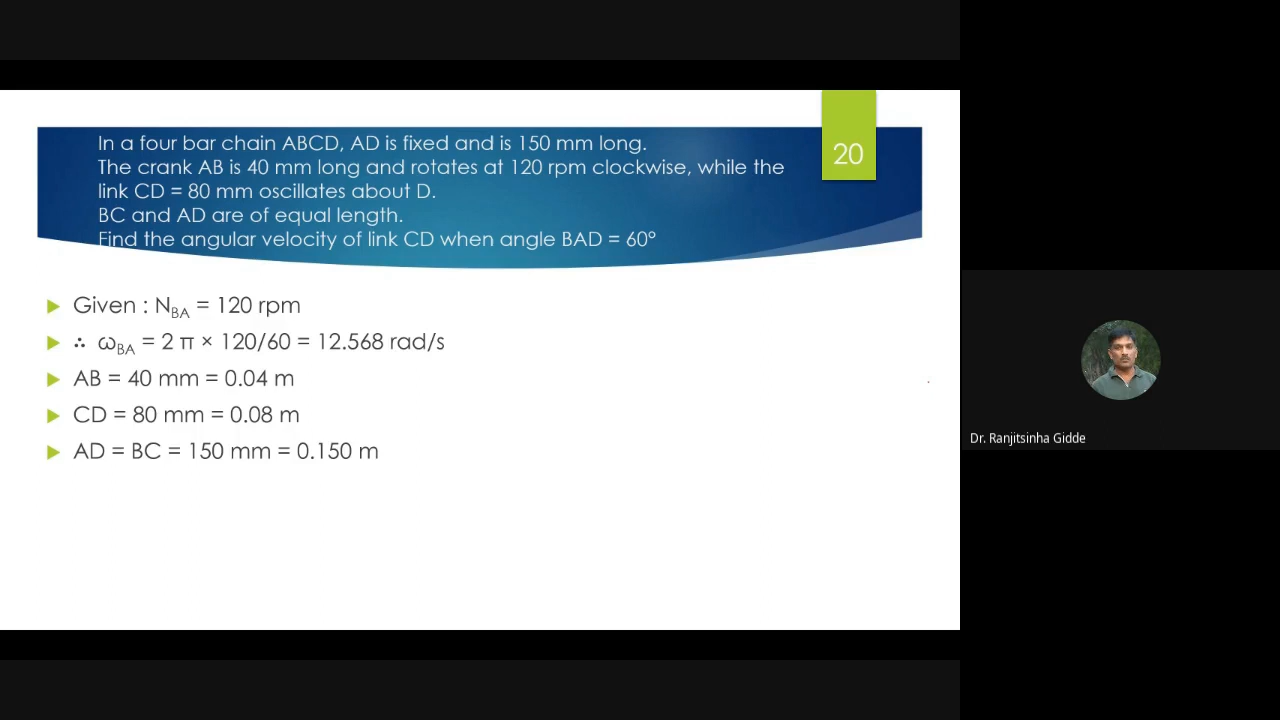 In a four bar chain ABCD, AD is fixed and is 150 mm long.
The crank AB is 40 mm long and rotates at 120 rpm clockwise, while the
link CD = 80 mm oscillates about D.
BC and AD are of equal length.
Find the angular velocity of link CD when angle BAD = 60°
20
Given : N_BA = 120 rpm
∴ ω_BA = 2 π × 120/60 = 12.568 rad/s
AB = 40 mm = 0.04 m
CD = 80 mm = 0.08 m
AD = BC = 150 mm = 0.150 m
Dr. Ranjitsinha Gidde